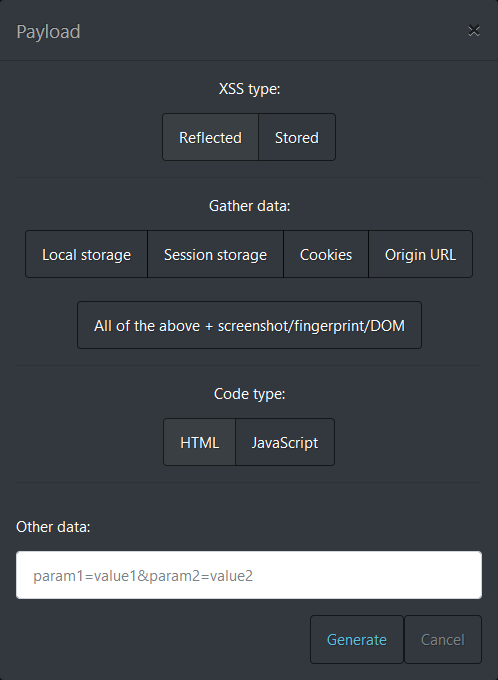 Payload ×
XSS type:
Reflected Stored
Gather data:
Local storage Session storage Cookies Origin URL
All of the above + screenshot/fingerprint/DOM
Code type:
HTML JavaScript
Other data:
param1=value1&param2=value2
Generate Cancel